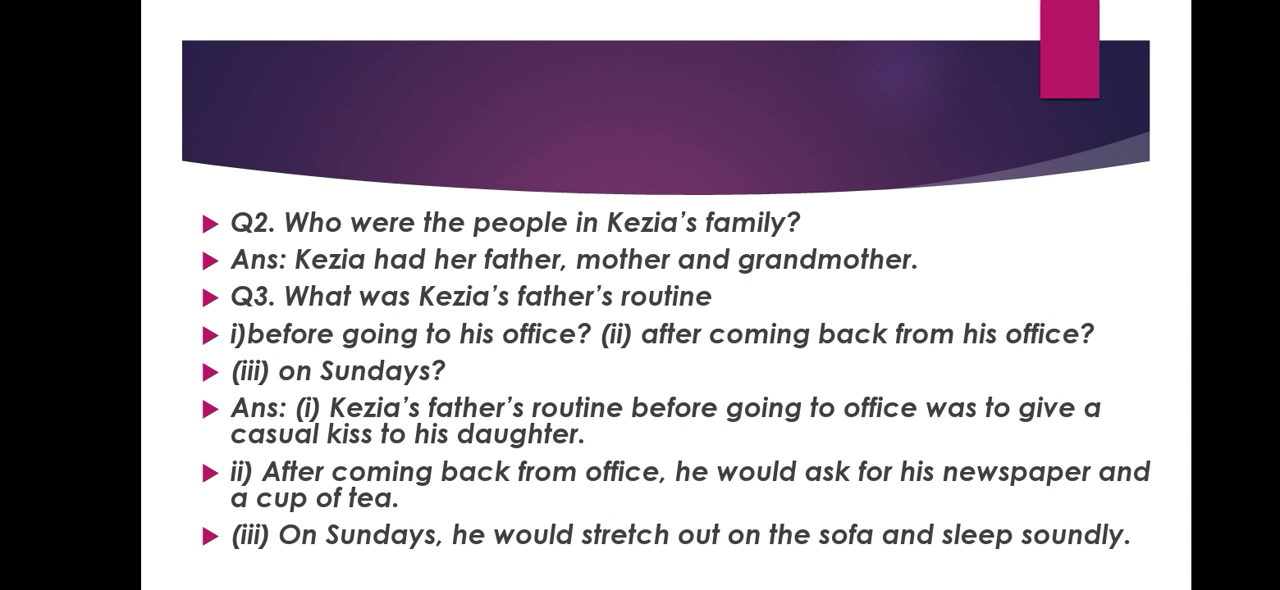 Q2. Who were the people in Kezia’s family?
Ans: Kezia had her father, mother and grandmother.
Q3. What was Kezia’s father’s routine
i)before going to his office? (ii) after coming back from his office?
(iii) on Sundays?
Ans: (i) Kezia’s father’s routine before going to office was to give a
casual kiss to his daughter.
ii) After coming back from office, he would ask for his newspaper and
a cup of tea.
(iii) On Sundays, he would stretch out on the sofa and sleep soundly.